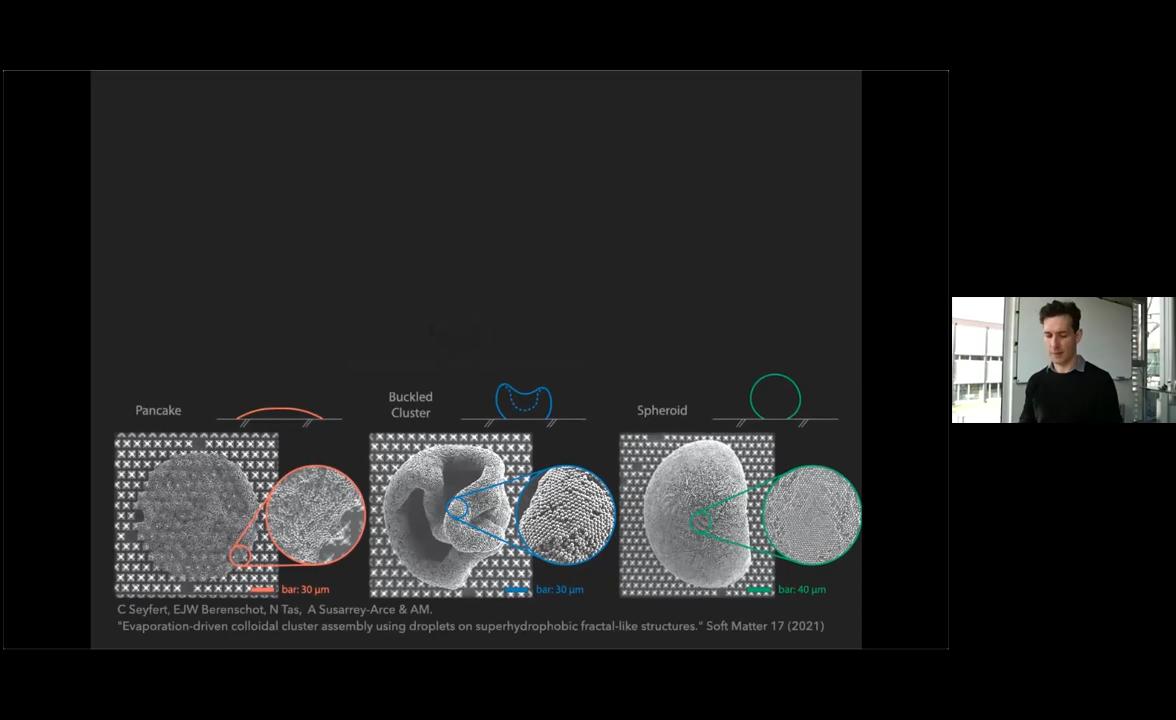 Pancake
Buckled
Cluster
Spheroid
bar: 30 μm
bar: 30 μm
bar: 40 μm
C Seyfert, EJW Berenschot, N Tas, A Susarrey-Arce & AM.
"Evaporation-driven colloidal cluster assembly using droplets on superhydrophobic fractal-like structures." Soft Matter 17 (2021)